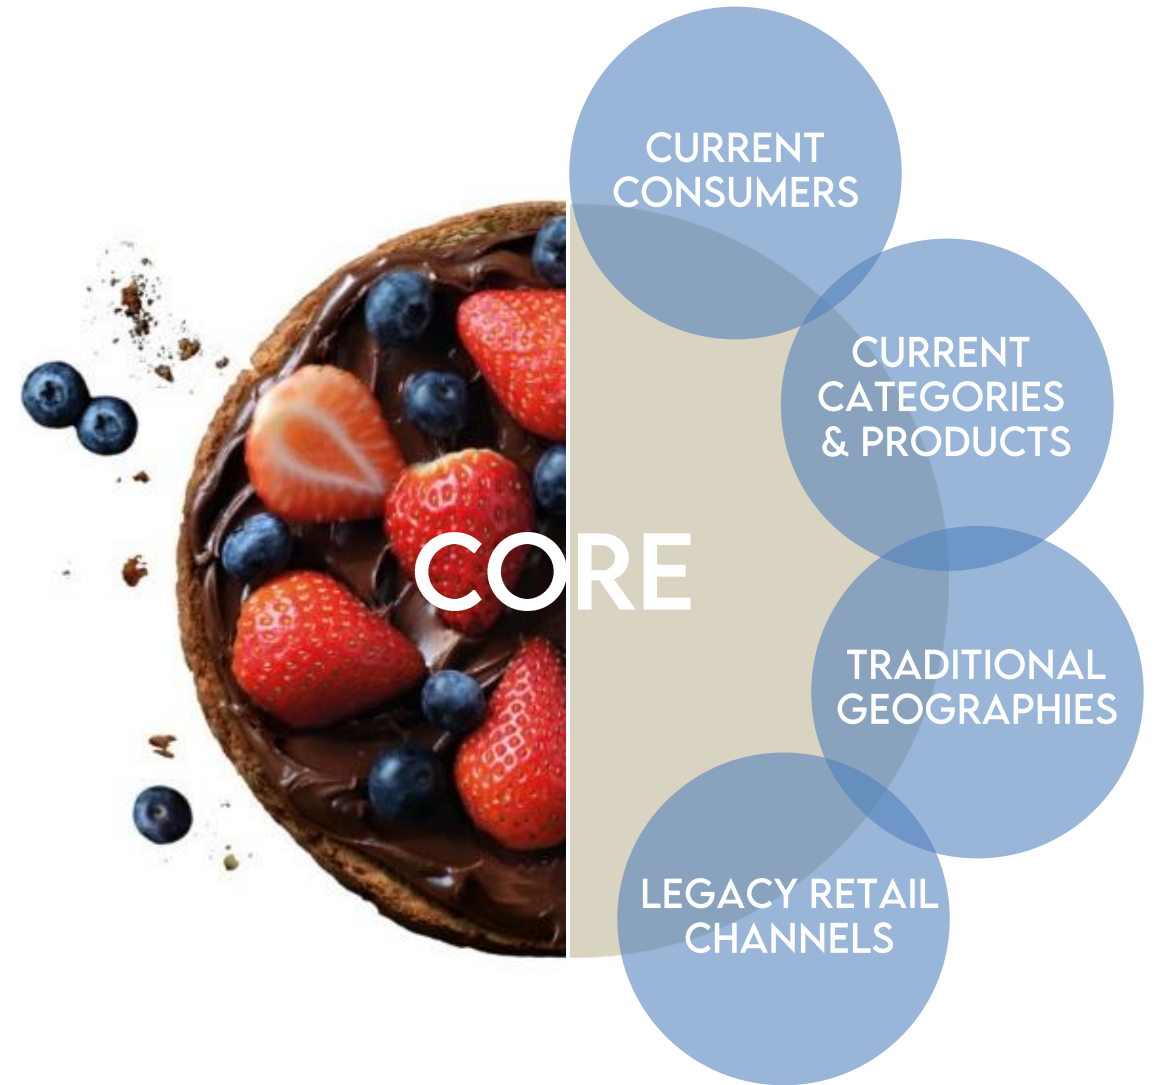 CURRENT
CONSUMERS
CURRENT
CATEGORIES
& PRODUCTS
CORE
TRADITIONAL
GEOGRAPHIES
LEGACY RETAIL
CHANNELS